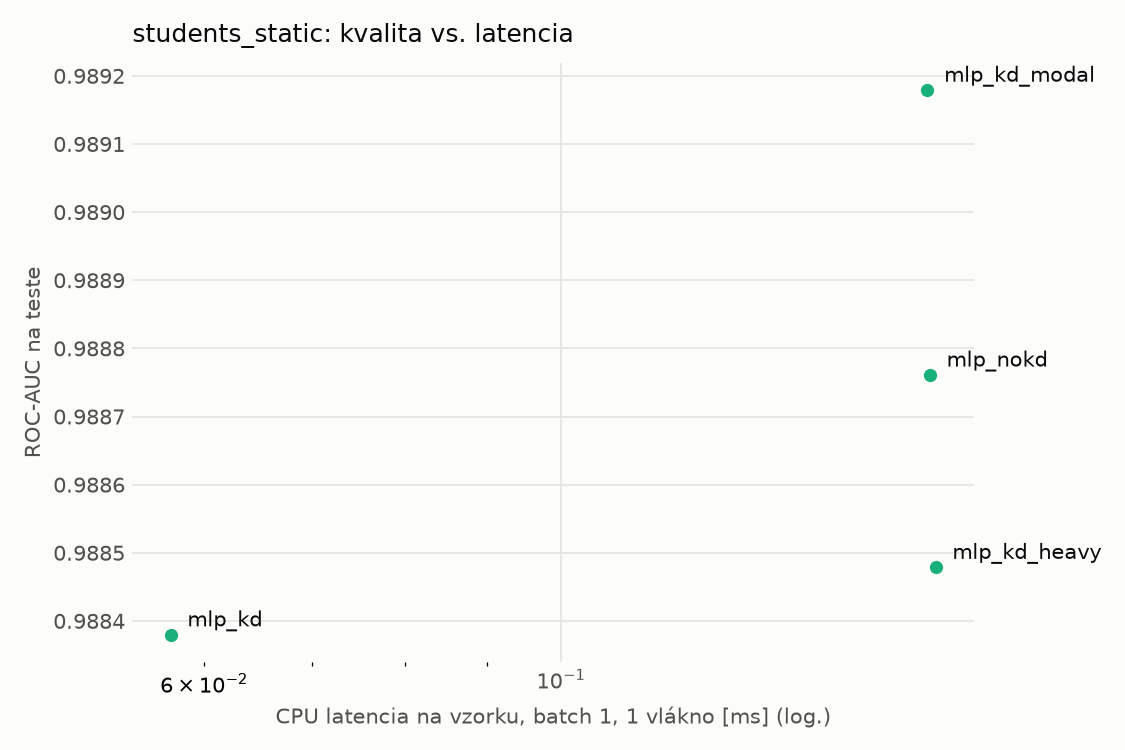 students_static: kvalita vs. latencia
0.9892
mlp_kd_modal
0.9891
0.9890
0.9889
0.9888
mlp_nokd
0.9887
0.9886
0.9885
mlp_kd_heavy
0.9884
mlp_kd
ROC-AUC na teste
6 × 10⁻²
10⁻¹
CPU latencia na vzorku, batch 1, 1 vlákno [ms] (log.)